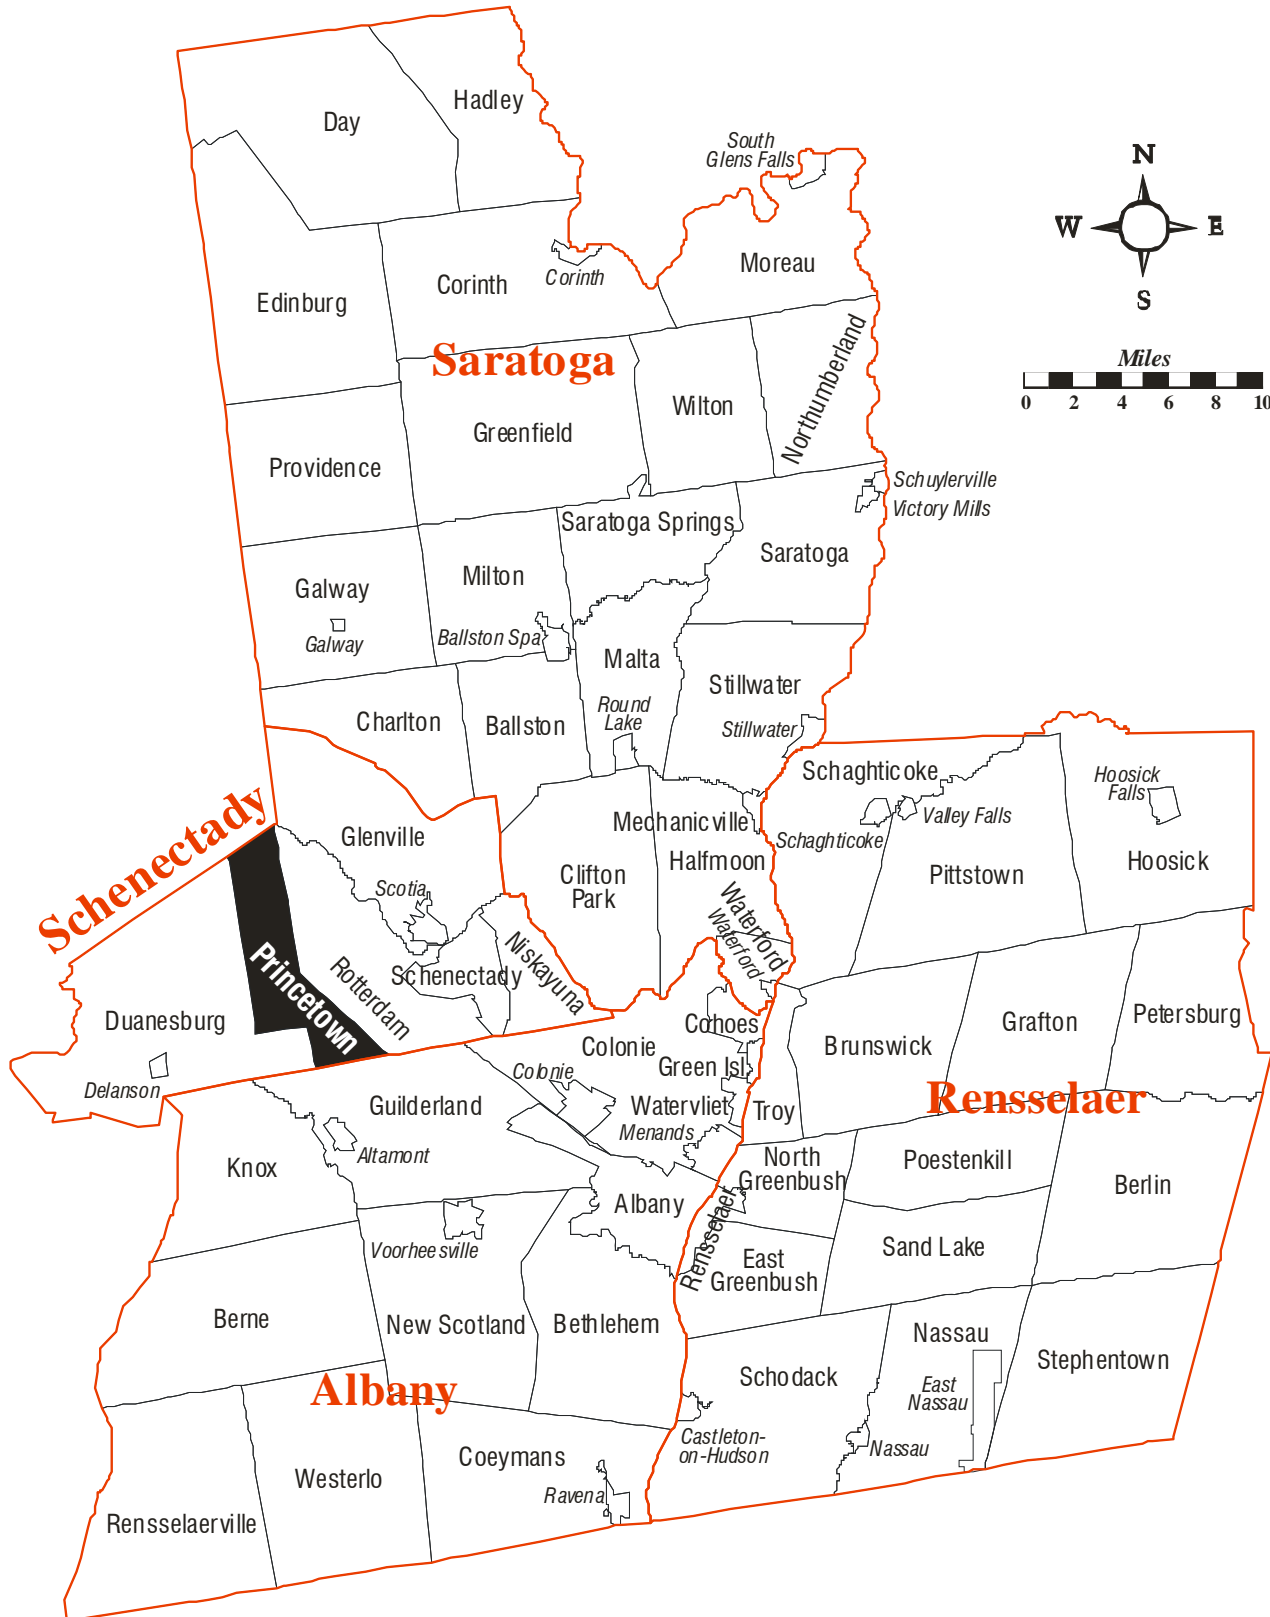 Hadley
Day
South
Glens Falls
N
W
E
S
Moreau
Corinth
Corinth
Edinburg
Miles
0 2 4 6 8 10
Saratoga
Northumberland
Wilton
Greenfield
Providence
Schuylerville
Victory Mills
Saratoga Springs
Saratoga
Milton
Galway
Galway
Ballston Spa
Malta
Stillwater
Round
Lake
Stillwater
Charlton
Ballston
Schaghticoke
Hoosick
Falls
Schenectady
Glenville
Mechanicville
Schaghticoke
Valley Falls
Halfmoon
Hoosick
Clifton
Park
Pittstown
Scotia
Waterford
Waterford
Niskayuna
Schenectady
Rotterdam
Princetown
Duanesburg
Cohoes
Grafton
Petersburg
Colonie
Brunswick
Green Isl.
Colonie
Delanson
Rensselaer
Guilderland
Watervliet
Troy
Menands
Altamont
Knox
North
Greenbush
Poestenkill
Berlin
Albany
Rensselaer
Voorheesville
Sand Lake
East
Greenbush
Berne
New Scotland
Bethlehem
Nassau
Stephentown
Schodack
Albany
East
Nassau
Castleton-
on-Hudson
Nassau
Coeymans
Westerlo
Ravena
Rensselaerville